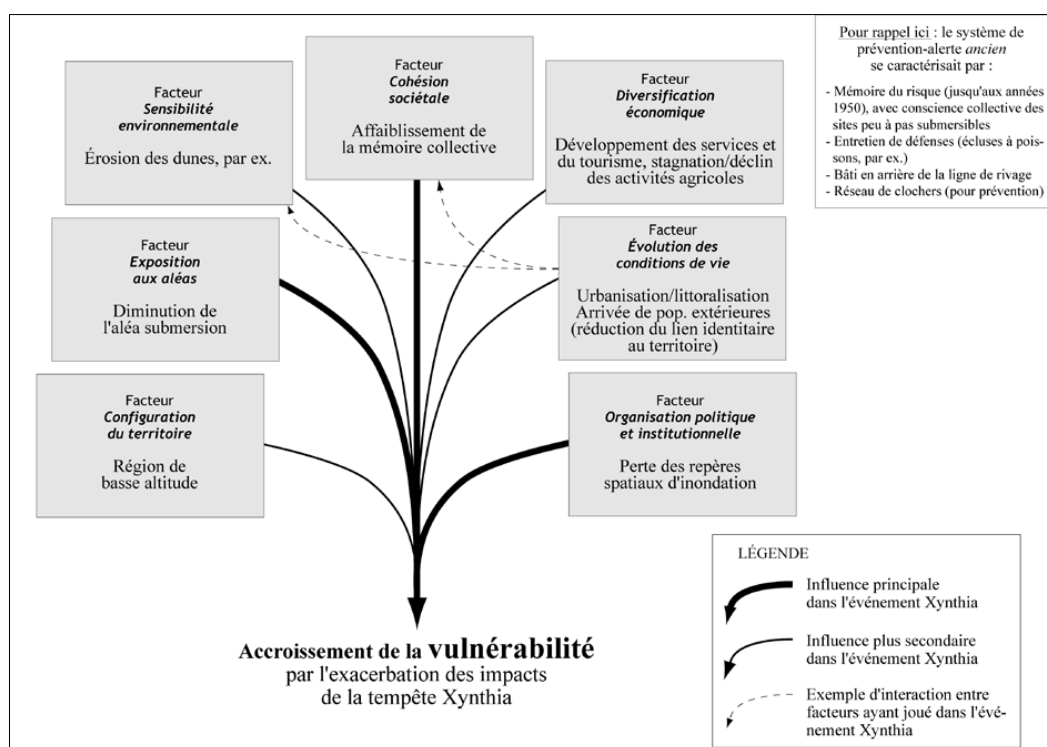 Facteur
Sensibilité
environnementale
Érosion des dunes, par ex.
Facteur
Cohésion
sociétale
Affaiblissement de
la mémoire collective
Facteur
Diversification
économique
Développement des services et
du tourisme, stagnation/déclin
des activités agricoles
Pour rappel ici : le système de
prévention-alerte ancien
se caractérisait par :
- Mémoire du risque (jusqu'aux années
1950), avec conscience collective des
sites peu à pas submersibles
- Entretien de défenses (écluses à pois-
sons, par ex.)
- Bâti en arrière de la ligne de rivage
- Réseau de clochers (pour prévention)
Facteur
Exposition
aux aléas
Diminution de
l'aléa submersion
Facteur
Évolution des
conditions de vie
Urbanisation/littoralisation
Arrivée de pop. extérieures
(réduction du lien identitaire
au territoire)
Facteur
Configuration
du territoire
Région de
basse altitude
Facteur
Organisation politique
et institutionnelle
Perte des repères
spatiaux d'inondation
Accroissement de la vulnérabilité
par l'exacerbation des impacts
de la tempête Xynthia
LÉGENDE
Influence principale
dans l'événement Xynthia
Influence plus secondaire
dans l'événement Xynthia
Exemple d'interaction entre
facteurs ayant joué dans l'évé-
nement Xynthia